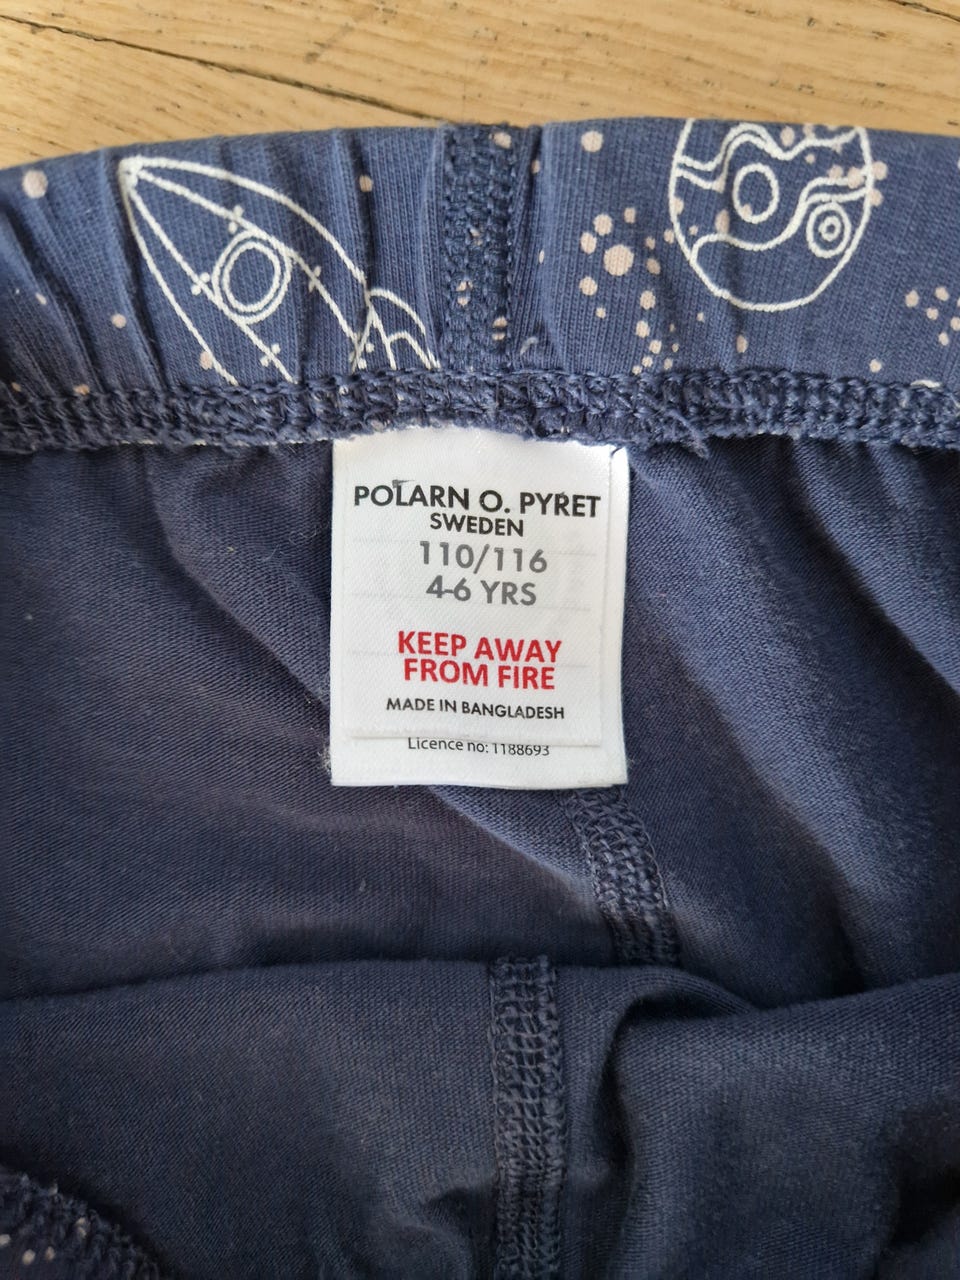 POLARN O. PYRET
SWEDEN
110/116
4-6 YRS
KEEP AWAY
FROM FIRE
MADE IN BANGLADESH
Licence no: 1188693